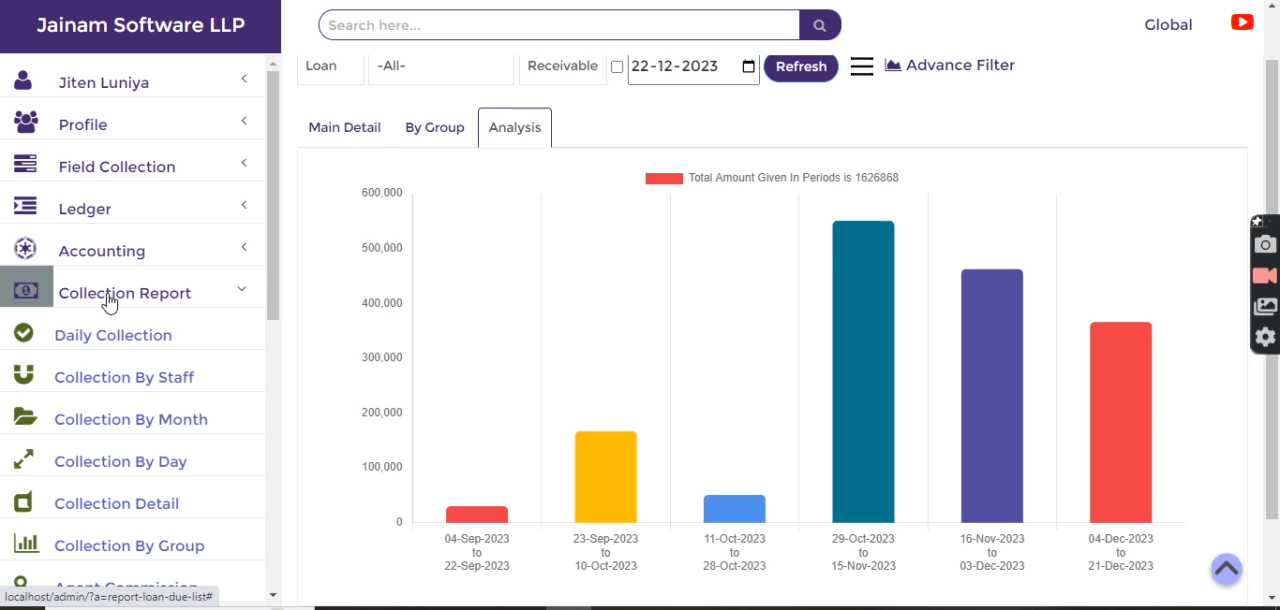 Jainam Software LLP
Search here...
Global
Jiten Luniya
Profile
Field Collection
Ledger
Accounting
Collection Report
Daily Collection
Collection By Staff
Collection By Month
Collection By Day
Collection Detail
Collection By Group
Agent Commission
localhost/admin/?a=report-loan-due-list#
Loan
-All-
Receivable
22-12-2023
Refresh
Advance Filter
Main Detail
By Group
Analysis
Total Amount Given In Periods is 1626868
600,000
500,000
400,000
300,000
200,000
100,000
0
04-Sep-2023
to
22-Sep-2023
23-Sep-2023
to
10-Oct-2023
11-Oct-2023
to
28-Oct-2023
29-Oct-2023
to
15-Nov-2023
16-Nov-2023
to
03-Dec-2023
04-Dec-2023
to
21-Dec-2023